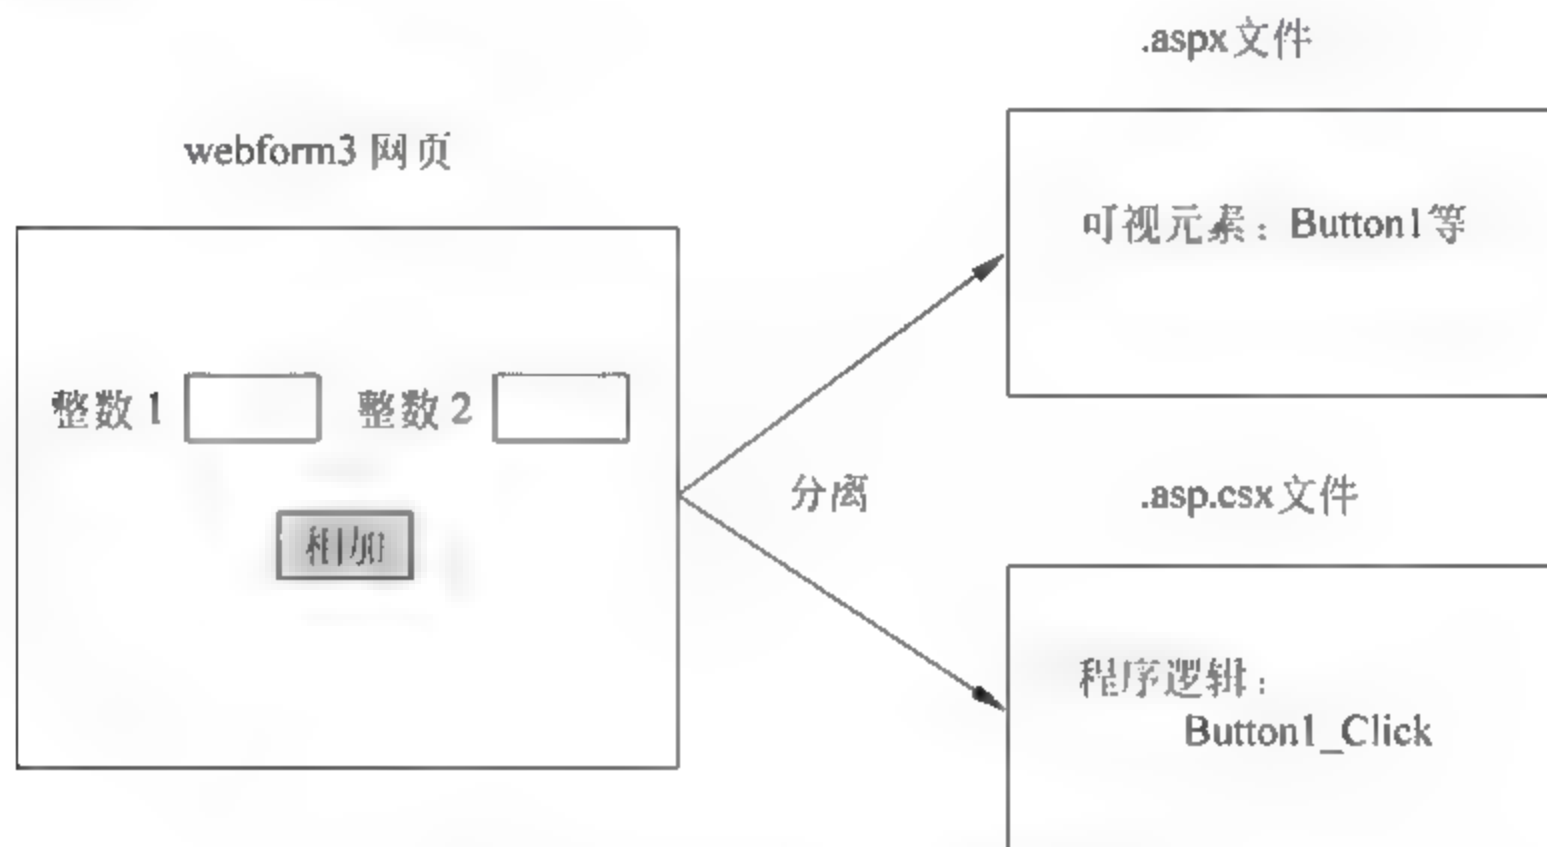 .aspx文件
webform3 网页
可视元素：Button1等
整数 1
整数 2
分离
.asp.csx文件
相加
程序逻辑：
Button1_Click